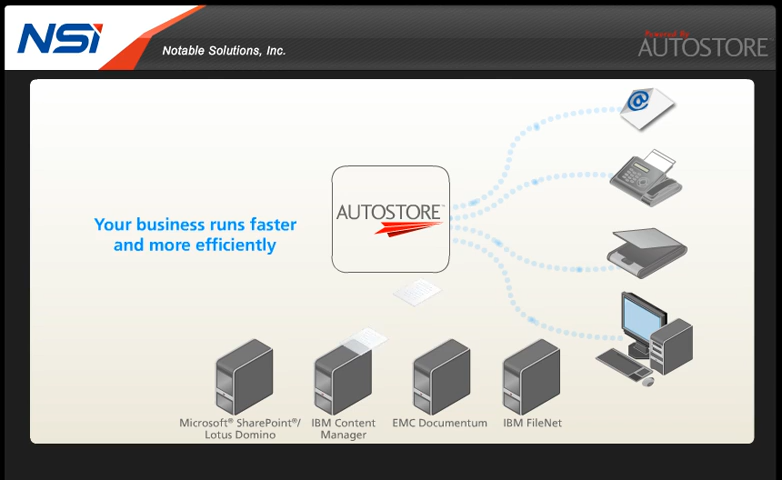 NSi
Notable Solutions, Inc.
Powered By
AUTOSTORE
Your business runs faster
and more efficiently
AUTOSTORE™
@
Microsoft® SharePoint®/
Lotus Domino
IBM Content
Manager
EMC Documentum
IBM FileNet